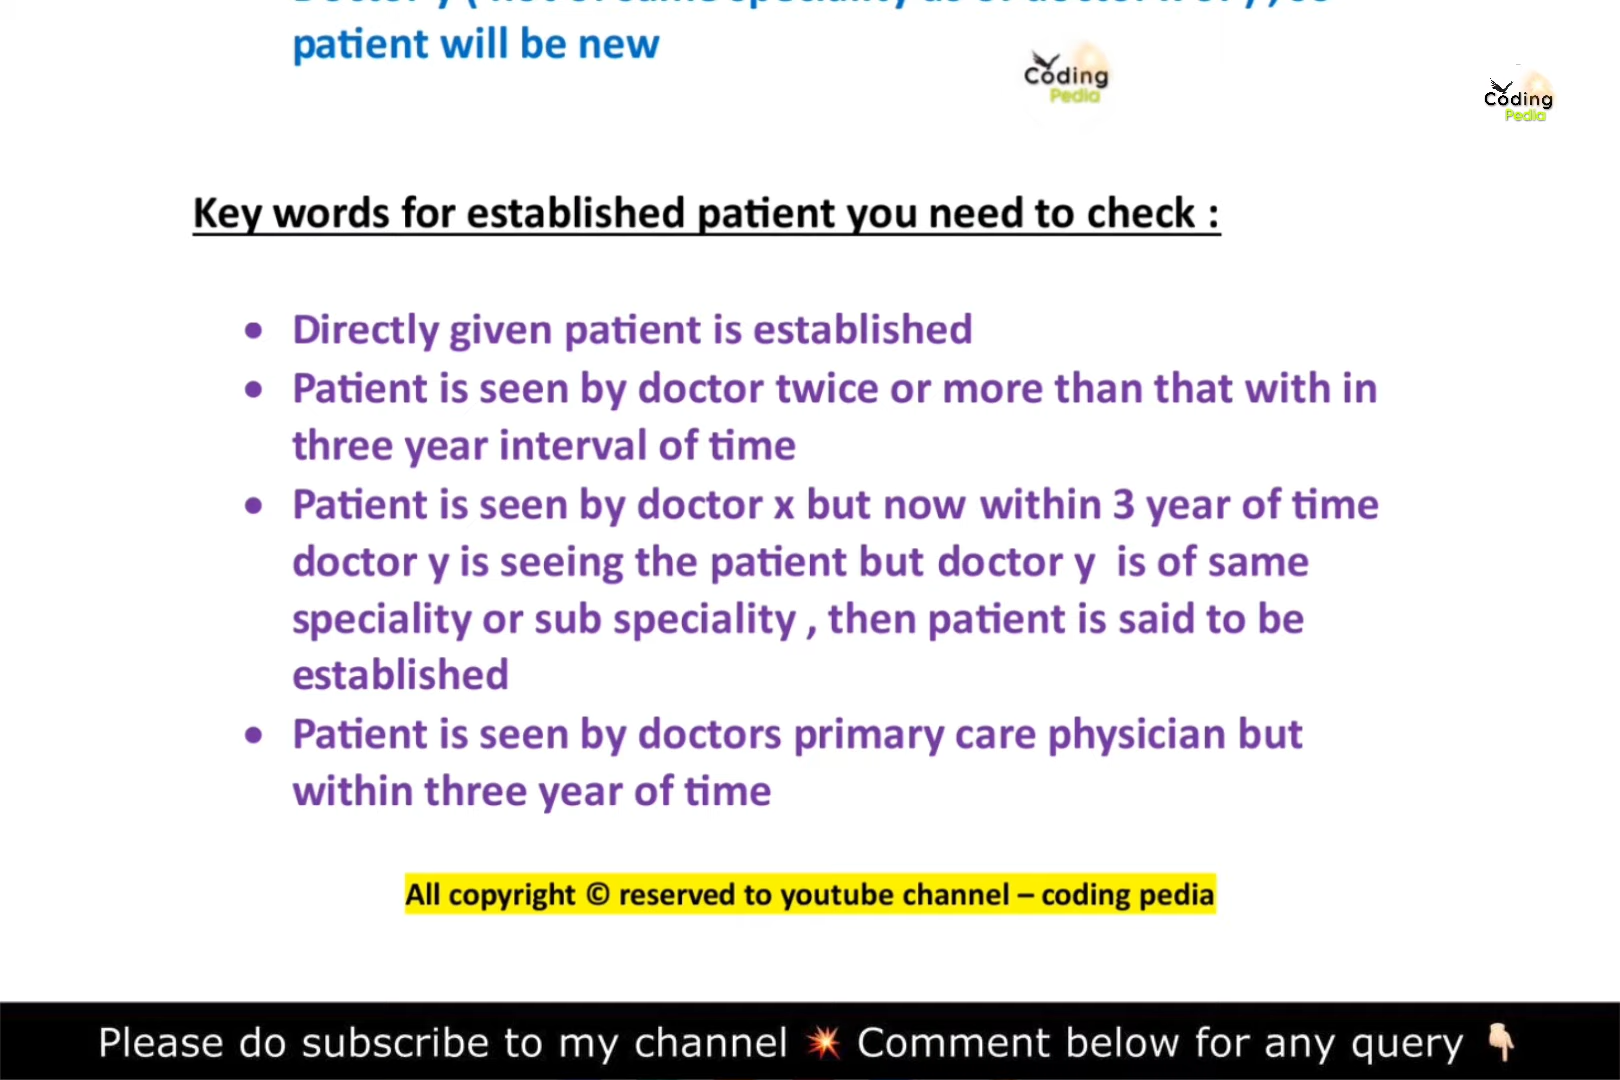 patient will be new
Coding
Pedia
Coding
Pedia
Key words for established patient you need to check :
• Directly given patient is established
• Patient is seen by doctor twice or more than that with in
three year interval of time
• Patient is seen by doctor x but now within 3 year of time
doctor y is seeing the patient but doctor y is of same
speciality or sub speciality , then patient is said to be
established
• Patient is seen by doctors primary care physician but
within three year of time
All copyright © reserved to youtube channel – coding pedia
Please do subscribe to my channel 💥 Comment below for any query 👇🏻